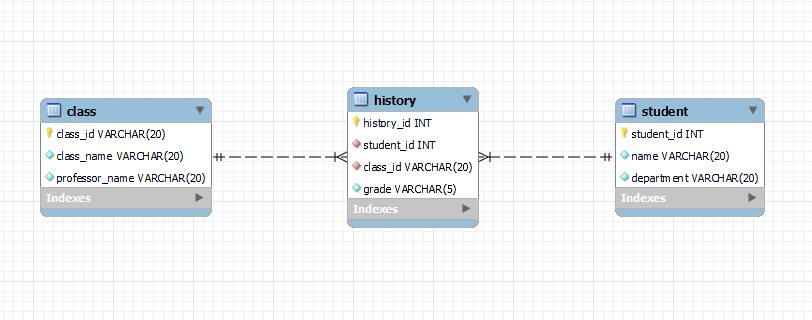 class
class_id VARCHAR(20)
class_name VARCHAR(20)
professor_name VARCHAR(20)
Indexes
history
history_id INT
student_id INT
class_id VARCHAR(20)
grade VARCHAR(5)
Indexes
student
student_id INT
name VARCHAR(20)
department VARCHAR(20)
Indexes